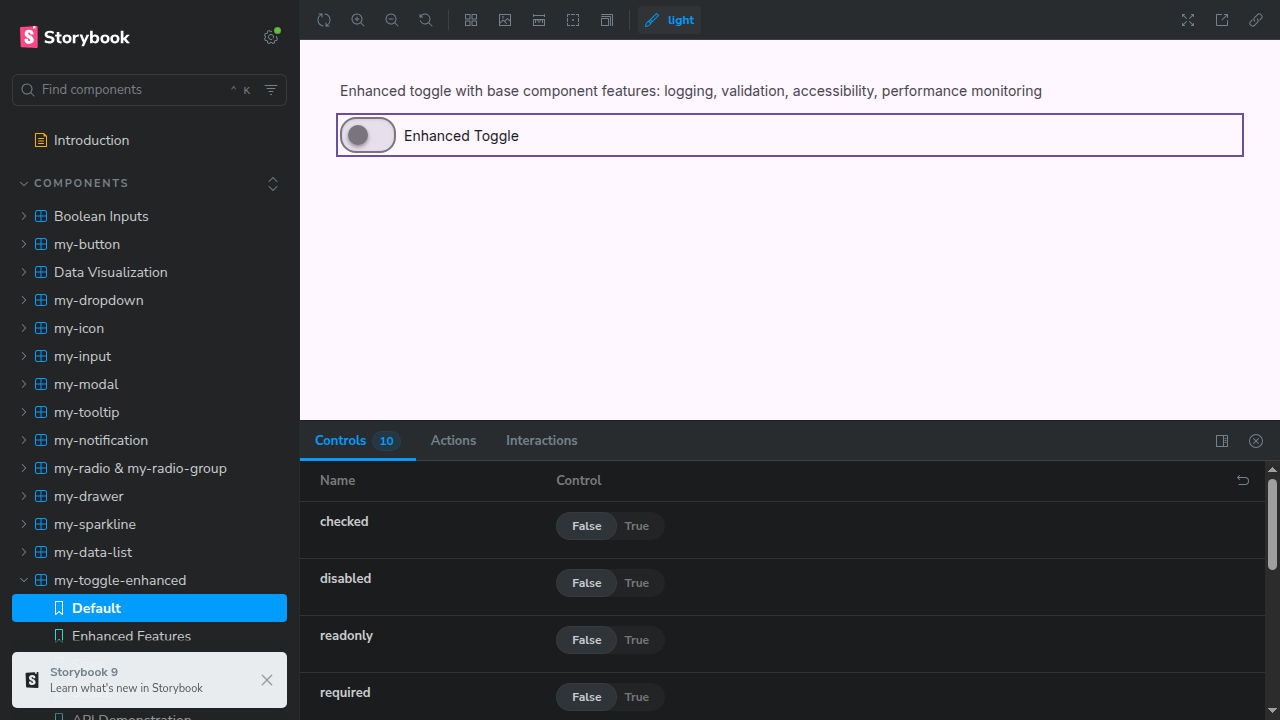 Storybook
Find components
^ K
Introduction
COMPONENTS
Boolean Inputs
my-button
Data Visualization
my-dropdown
my-icon
my-input
my-modal
my-tooltip
my-notification
my-radio & my-radio-group
my-drawer
my-sparkline
my-data-list
my-toggle-enhanced
Default
Enhanced Features
Storybook 9
Learn what's new in Storybook
API Demonstration
light
Enhanced toggle with base component features: logging, validation, accessibility, performance monitoring
Enhanced Toggle
Controls 10 Actions Interactions
Name Control
checked False True
disabled False True
readonly False True
required False True